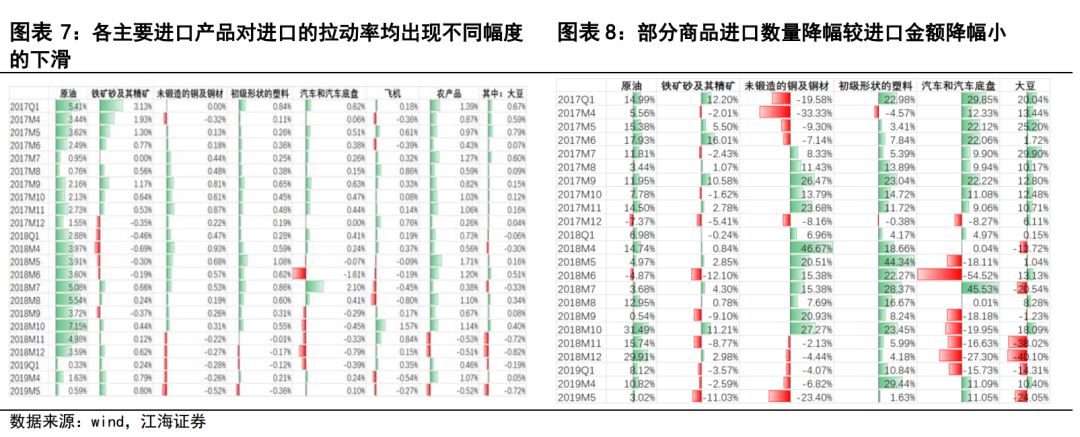 图表 7：各主要进口产品对进口的拉动率均出现不同幅度
的下滑
原油 铁矿砂及其精矿 未锻造的铜及铜材 初级形状的塑料 汽车和汽车底盘 飞机 农产品 其中：大豆
2017Q1 5.41% 3.13% 0.00% 0.84% 0.62% 0.18% 1.39% 0.67%
2017M4 3.44% 1.93% -0.32% 0.11% 0.06% -0.36% 0.87% 0.59%
2017M5 3.62% 1.30% 0.13% 0.26% 0.51% 0.61% 0.97% 0.79%
2017M6 2.49% 0.77% 0.18% 0.36% 0.38% -0.39% 0.43% 0.07%
2017M7 0.95% 0.00% 0.44% 0.25% 0.26% 0.32% 1.27% 0.60%
2017M8 0.76% 0.56% 0.48% 0.38% 0.15% 0.86% 0.59% 0.09%
2017M9 2.16% 1.17% 0.81% 0.65% 0.63% 0.33% 0.82% 0.15%
2017M10 2.13% 0.64% 0.61% 0.45% 0.47% 0.08% 1.03% 0.12%
2017M11 2.73% 0.53% 0.87% 0.48% 0.44% 0.14% 1.06% 0.16%
2017M12 1.55% -0.35% 0.22% 0.19% 0.00% 0.76% 0.26% 0.04%
2018Q1 2.88% -0.46% 0.47% 0.28% 0.41% 0.19% 0.73% -0.06%
2018M4 3.97% -0.69% 0.93% 0.59% 0.24% 0.37% 0.56% -0.30%
2018M5 3.91% -0.30% 0.68% 1.08% -0.07% -0.09% 1.71% 0.16%
2018M6 3.60% -0.19% 0.57% 0.62% -1.61% -0.19% 1.20% 0.51%
2018M7 5.08% 0.66% 0.53% 0.86% 2.10% -0.45% 0.38% -0.33%
2018M8 5.54% 0.24% 0.19% 0.60% 0.41% -0.80% 1.10% 0.34%
2018M9 3.72% -0.37% 0.26% 0.31% -0.29% 0.17% 0.67% 0.08%
2018M10 7.15% 0.44% 0.31% 0.55% -0.45% 1.57% 1.14% 0.40%
2018M11 4.98% 0.12% -0.22% -0.01% -0.33% 0.84% -0.53% -0.72%
2018M12 3.59% 0.62% -0.27% -0.17% -0.79% 0.15% -0.51% -0.82%
2019Q1 0.33% 0.24% -0.28% -0.12% -0.39% 0.35% 0.46% -0.19%
2019M4 1.63% 0.79% -0.26% 0.21% 0.24% -0.54% 1.07% 0.05%
2019M5 0.59% 0.80% -0.52% -0.36% 0.10% -0.27% -0.52% -0.72%
图表 8：部分商品进口数量降幅较进口金额降幅小
原油 铁矿砂及其精矿 未锻造的铜及铜材 初级形状的塑料 汽车和汽车底盘 大豆
2017Q1 14.99% 12.20% -19.58% 22.98% 29.85% 20.04%
2017M4 5.56% -2.01% -33.33% -4.57% 12.33% 13.44%
2017M5 15.38% 5.50% -9.30% 3.41% 22.12% 25.20%
2017M6 17.93% 16.01% -7.14% 7.84% 22.06% 1.72%
2017M7 11.81% -2.43% 8.33% 5.39% 9.90% 29.90%
2017M8 3.44% 1.07% 11.43% 13.89% 9.94% 10.17%
2017M9 11.95% 10.58% 26.47% 23.04% 22.22% 12.80%
2017M10 7.78% -1.62% 13.79% 14.72% 11.08% 12.48%
2017M11 14.50% 2.78% 23.68% 11.72% 9.06% 10.71%
2017M12 -7.37% -5.41% -8.16% -0.38% -8.27% 6.11%
2018Q1 6.98% -0.24% 6.96% 4.17% 4.97% 0.15%
2018M4 14.74% 0.84% 46.67% 18.66% 0.04% -13.72%
2018M5 4.97% 2.85% 20.51% 44.34% -18.11% 1.04%
2018M6 -4.87% -12.10% 15.38% 22.27% -54.52% 13.13%
2018M7 3.68% 4.30% 15.38% 28.37% 45.53% -20.54%
2018M8 12.95% 0.78% 7.69% 16.67% 0.01% 8.28%
2018M9 0.54% -9.10% 20.93% 8.24% -18.18% -1.23%
2018M10 31.49% 11.21% 27.27% 23.45% -19.95% 18.09%
2018M11 15.74% -8.77% -2.13% 5.99% -16.63% -38.02%
2018M12 29.91% 2.98% -4.44% 4.18% -27.30% -40.10%
2019Q1 8.12% -3.57% -4.07% 10.84% -15.73% -14.31%
2019M4 10.82% -2.59% -6.82% 29.44% 11.09% 10.40%
2019M5 3.02% -11.03% -23.40% 1.63% 11.05% -24.05%
数据来源：wind，江海证券